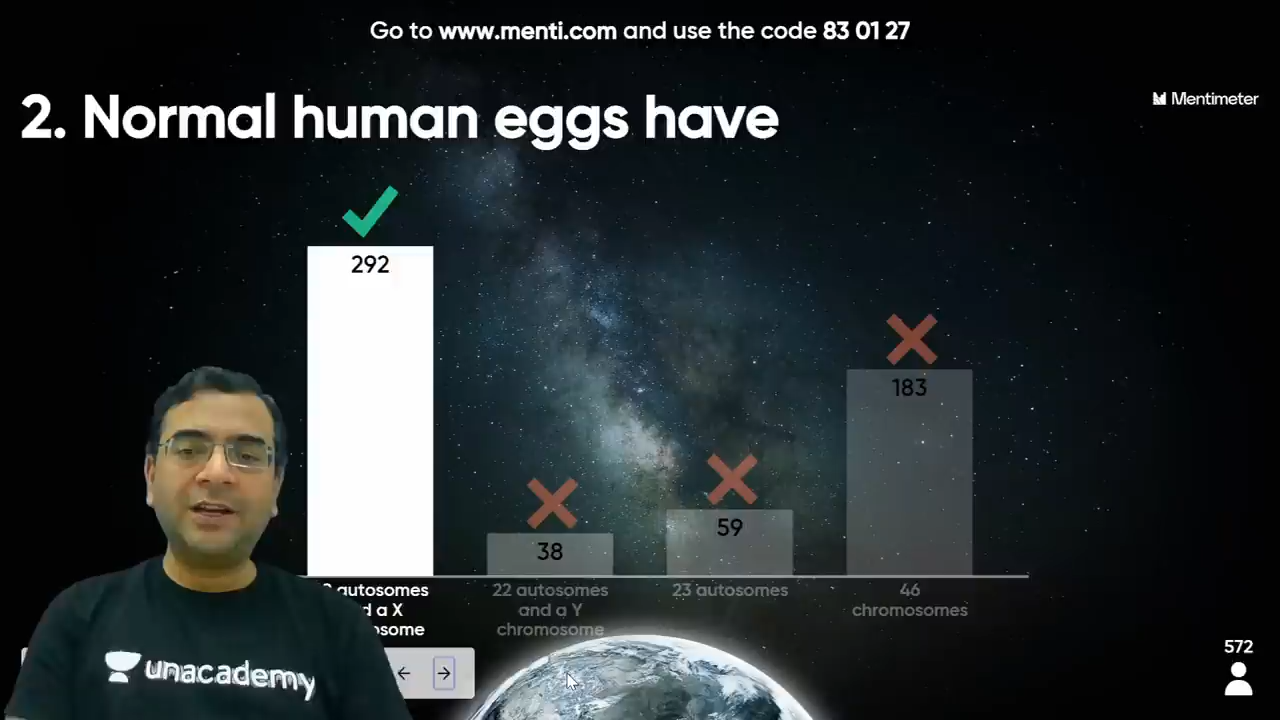 Go to www.menti.com and use the code 83 01 27
2. Normal human eggs have
Mentimeter
292
183
59
38
autosomes
a X
22 autosomes
and a Y
chromosome
23 autosomes
46
chromosomes
572
unacademy